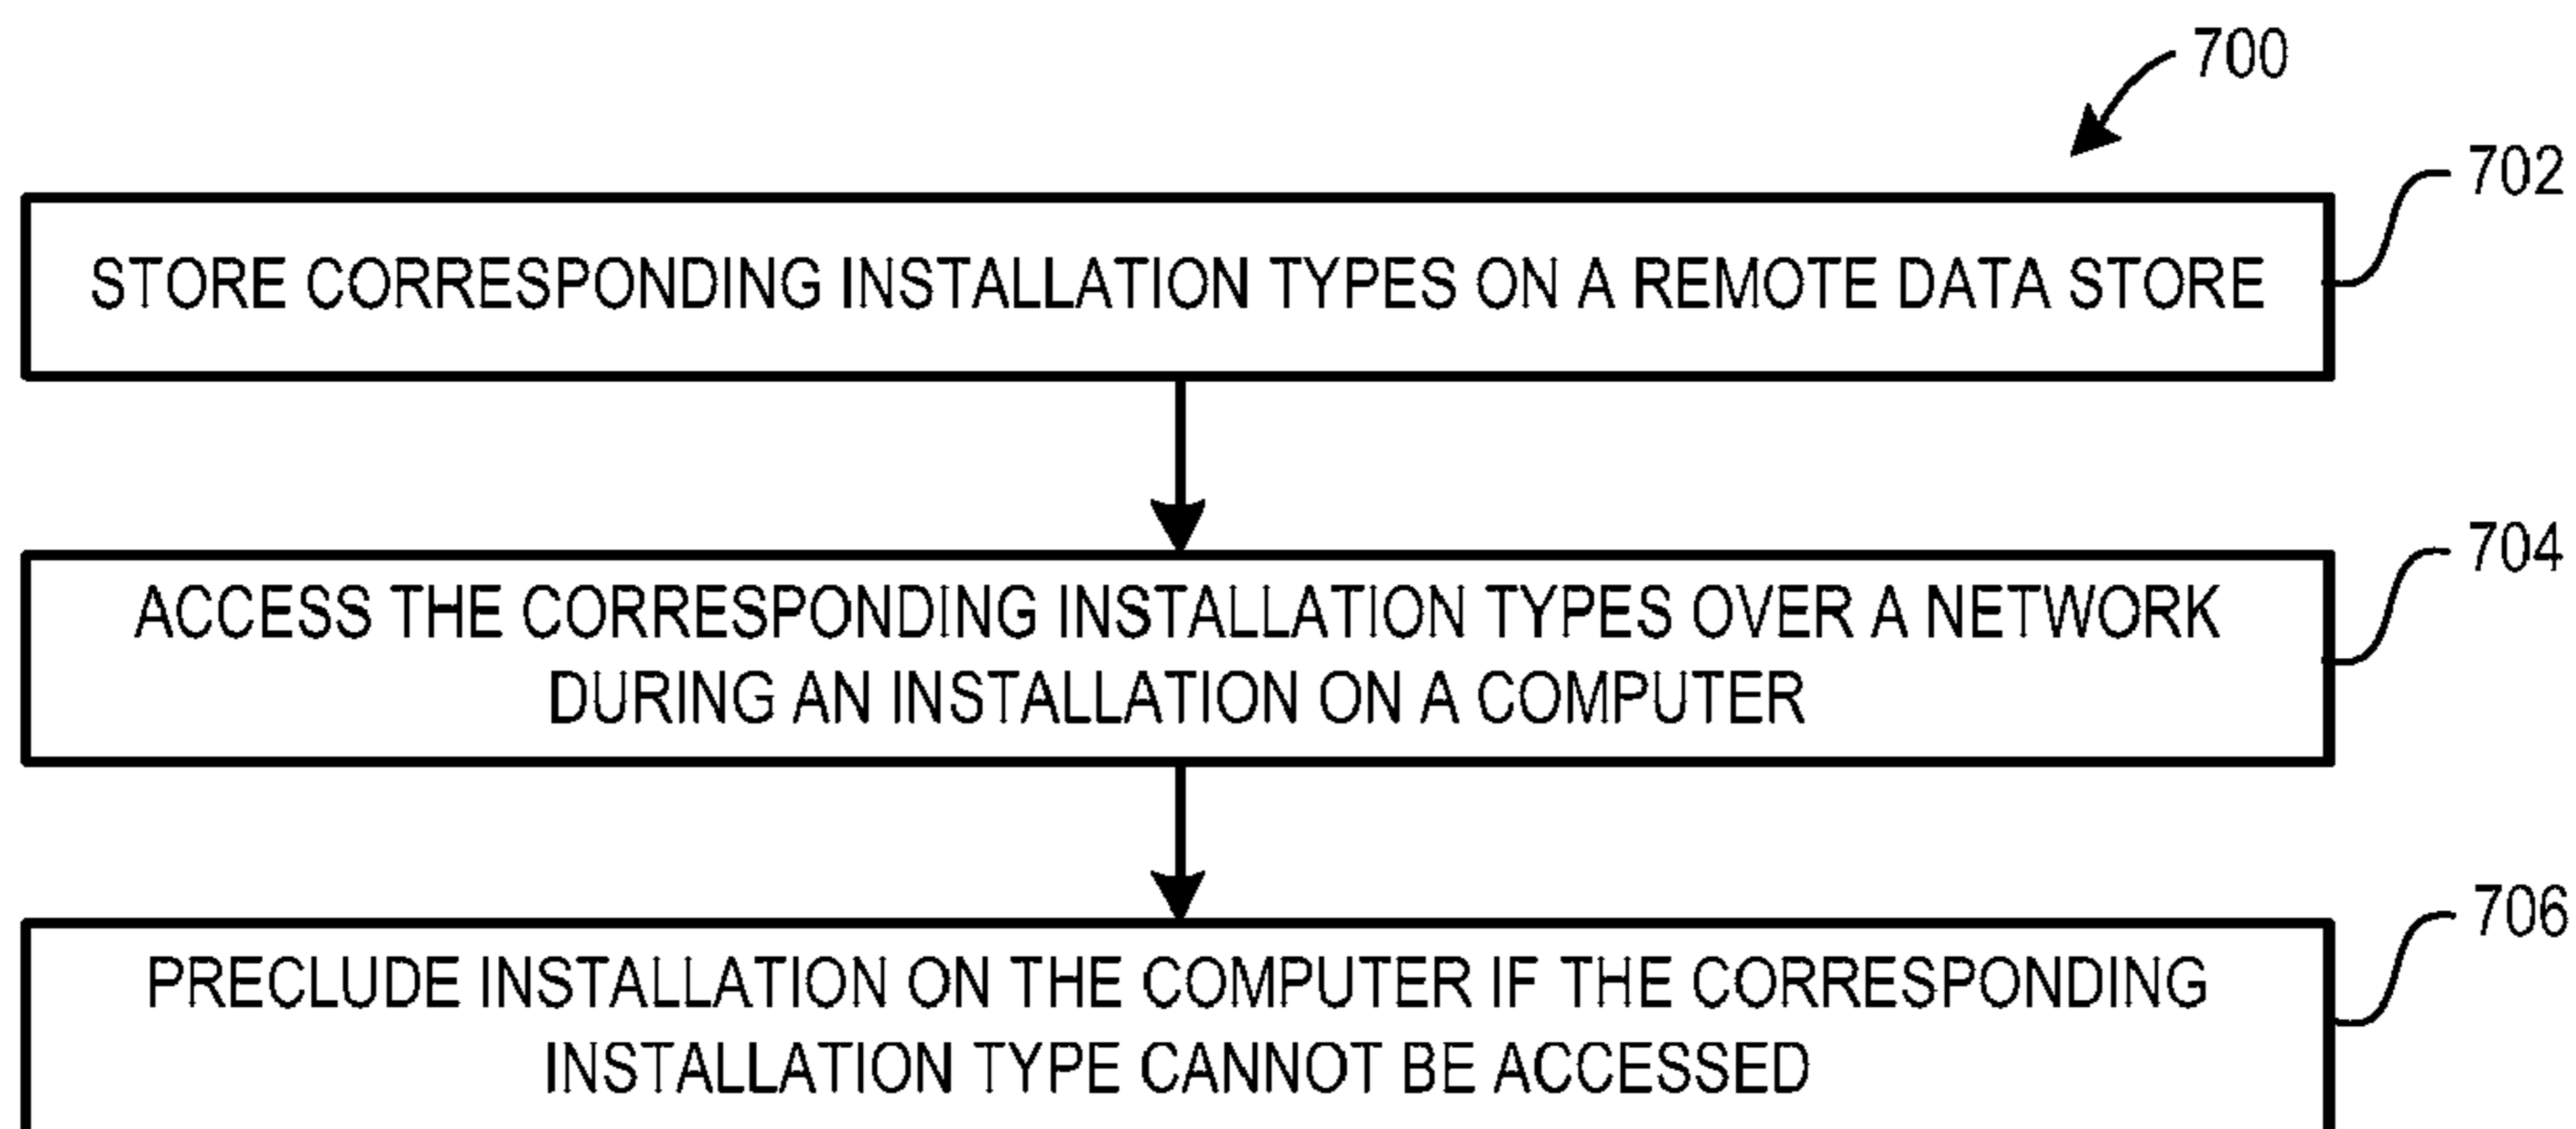 700
702
STORE CORRESPONDING INSTALLATION TYPES ON A REMOTE DATA STORE
704
ACCESS THE CORRESPONDING INSTALLATION TYPES OVER A NETWORK
DURING AN INSTALLATION ON A COMPUTER
706
PRECLUDE INSTALLATION ON THE COMPUTER IF THE CORRESPONDING
INSTALLATION TYPE CANNOT BE ACCESSED